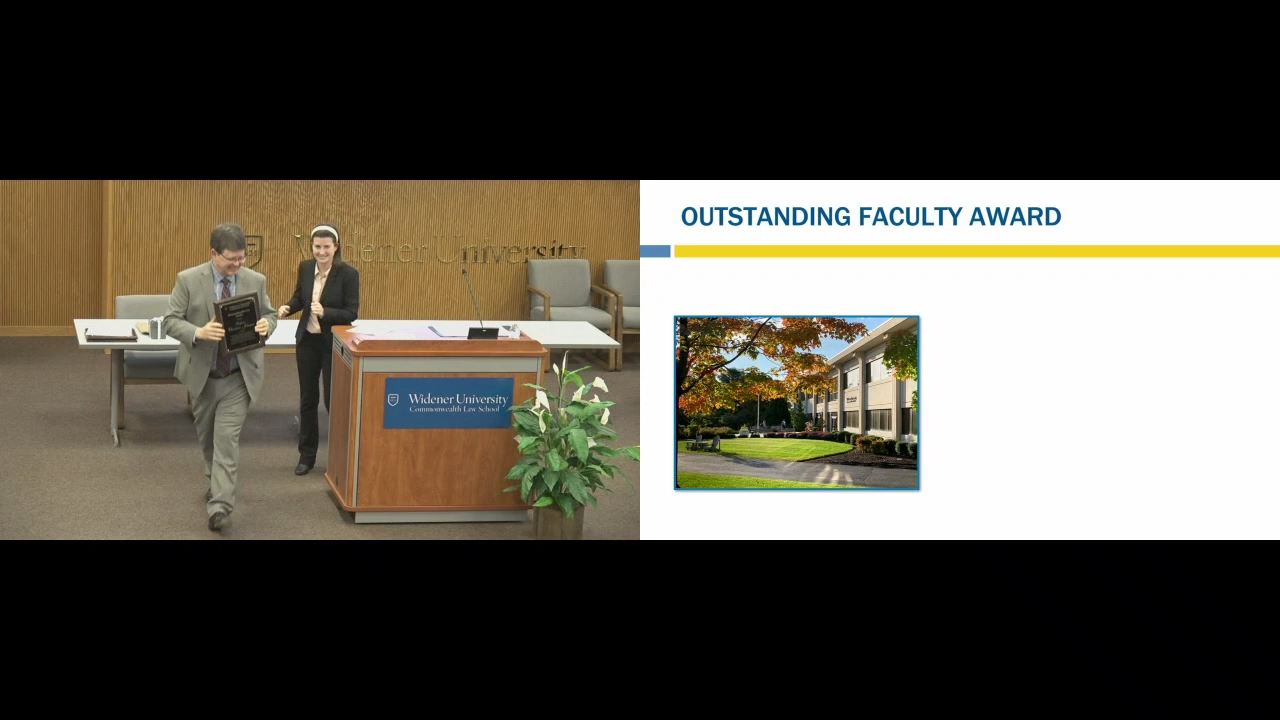 Widener University
Widener University
Commonwealth Law School
OUTSTANDING FACULTY AWARD